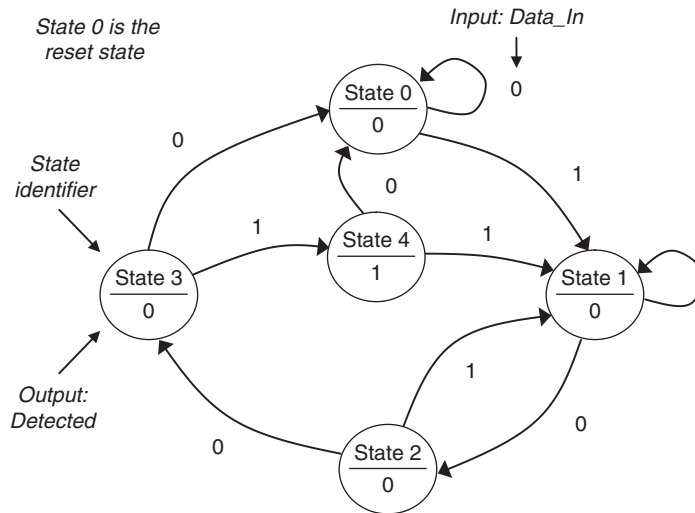 State 0 is the
reset state
Input: Data_In
0
State 0
0
0
1
State
identifier
0
1
State 4
1
1
State 3
0
State 1
0
Output:
Detected
1
0
0
State 2
0